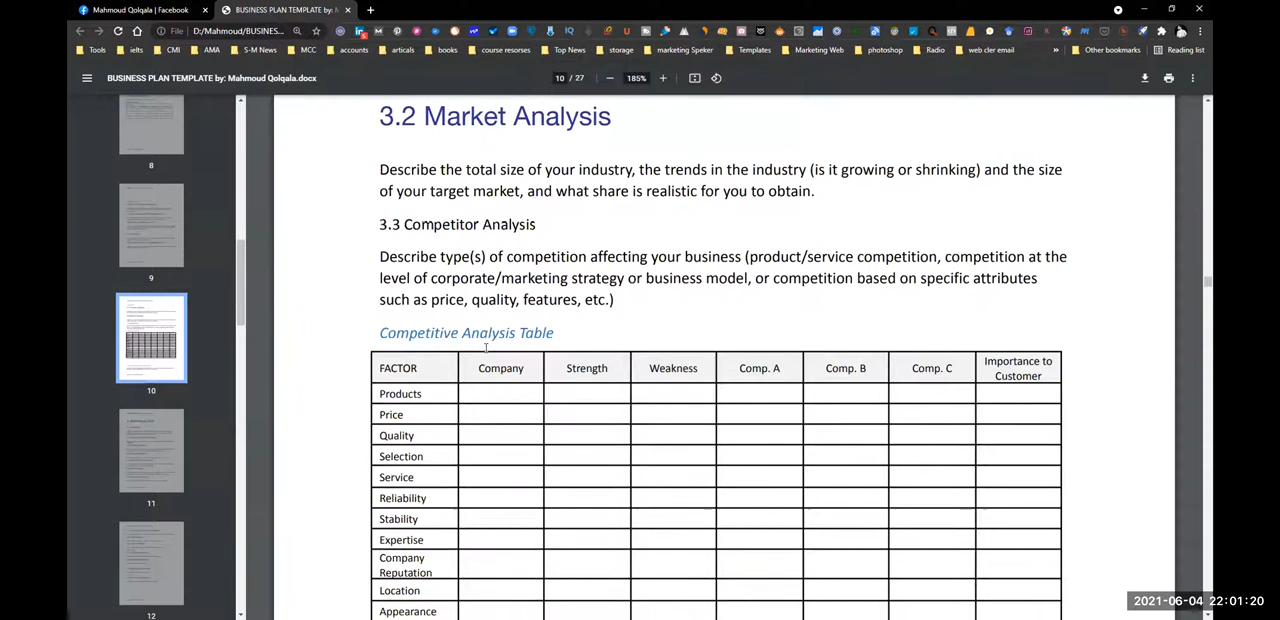 Mahmoud Qolqala | Facebook
BUSINESS PLAN TEMPLATE by: M
File
D:/Mahmoud/BUSINES...
Tools
ielts
CMI
AMA
S-M News
MCC
accounts
articals
books
course resorses
Top News
storage
marketing Speker
Templates
Marketing Web
photoshop
Radio
web cler email
Other bookmarks
Reading list
BUSINESS PLAN TEMPLATE by: Mahmoud Qolqala.docx
10 / 27
185%
8
9
10
11
12
3.2 Market Analysis
Describe the total size of your industry, the trends in the industry (is it growing or shrinking) and the size
of your target market, and what share is realistic for you to obtain.
3.3 Competitor Analysis
Describe type(s) of competition affecting your business (product/service competition, competition at the
level of corporate/marketing strategy or business model, or competition based on specific attributes
such as price, quality, features, etc.)
Competitive Analysis Table
FACTOR
Company
Strength
Weakness
Comp. A
Comp. B
Comp. C
Importance to
Customer
Products
Price
Quality
Selection
Service
Reliability
Stability
Expertise
Company
Reputation
Location
Appearance
2021-06-04 22:01:20